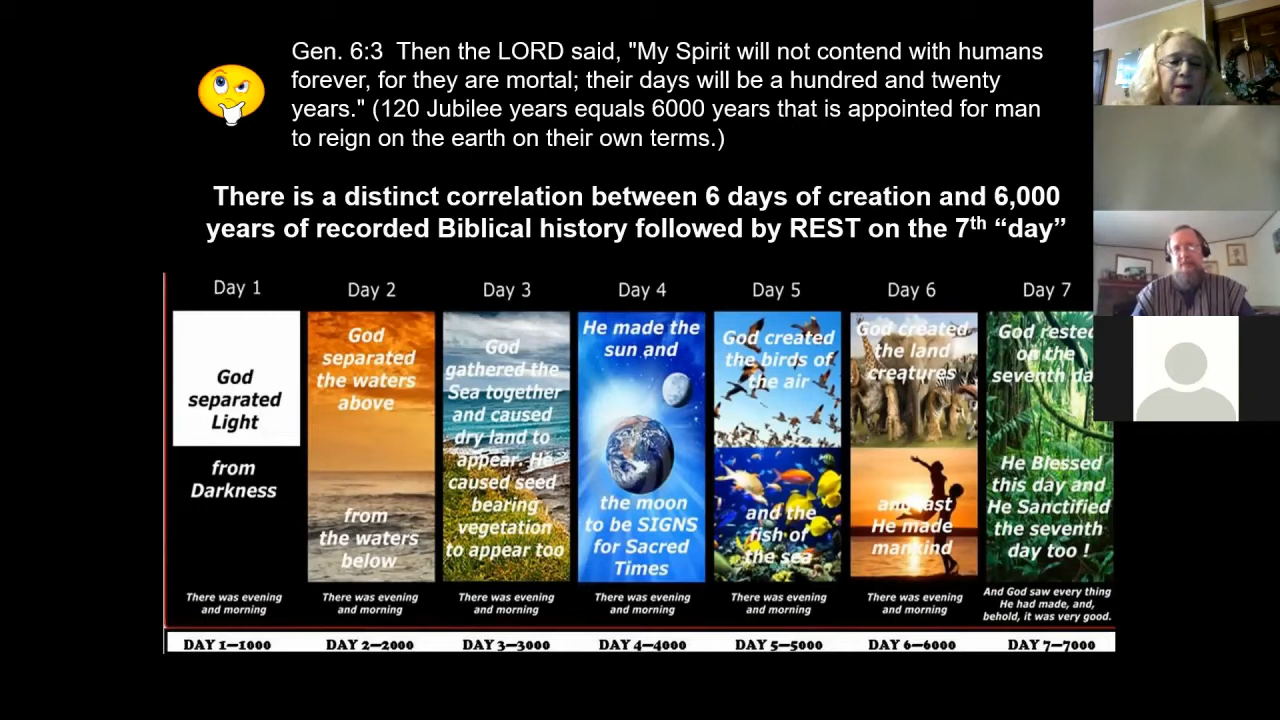 Gen. 6:3  Then the LORD said, "My Spirit will not contend with humans
forever, for they are mortal; their days will be a hundred and twenty
years." (120 Jubilee years equals 6000 years that is appointed for man
to reign on the earth on their own terms.)
There is a distinct correlation between 6 days of creation and 6,000
years of recorded Biblical history followed by REST on the 7th “day”
Day 1
God
separated
Light
from
Darkness
There was evening
and morning
DAY 1—1000
Day 2
God
separated
the waters
above
from
the waters
below
There was evening
and morning
DAY 2—2000
Day 3
God
gathered the
Sea together
and caused
dry land to
appear. He
caused seed
bearing
vegetation
to appear too
There was evening
and morning
DAY 3—3000
Day 4
He made the
sun and
the moon
to be SIGNS
for Sacred
Times
There was evening
and morning
DAY 4—4000
Day 5
God created
the birds of
the air
and the
fish of
the sea
There was evening
and morning
DAY 5—5000
Day 6
God created
the land
creatures
and last
He made
mankind
There was evening
and morning
DAY 6—6000
Day 7
God rested
on the
seventh da
He Blessed
this day and
He Sanctified
the seventh
day too !
And God saw every thing
He had made, and,
behold, it was very good.
DAY 7—7000